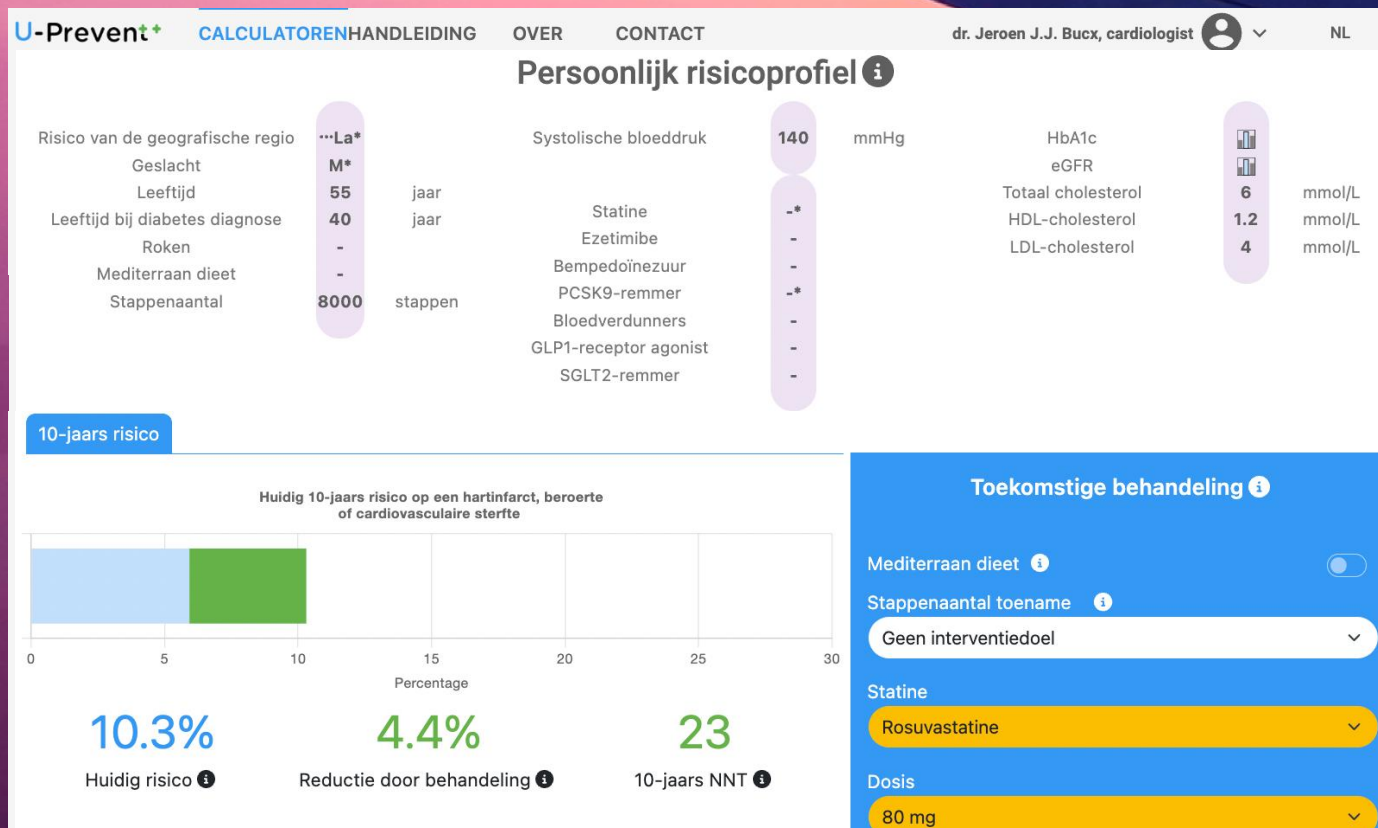 U-Prevent CALCULATOREN HANDLEIDING OVER CONTACT dr. Jeroen J.J. Bucx, cardiologist NL
Persoonlijk risicoprofiel
Risico van de geografische regio ···La*
Geslacht M*
Leeftijd 55 jaar
Leeftijd bij diabetes diagnose 40 jaar
Roken -
Mediterraan dieet -
Stappenaantal 8000 stappen
Systolische bloeddruk 140 mmHg
Statine -*
Ezetimibe -
Bempedoïnezuur -
PCSK9-remmer -*
Bloedverdunners -
GLP1-receptor agonist -
SGLT2-remmer -
HbA1c
eGFR
Totaal cholesterol 6 mmol/L
HDL-cholesterol 1.2 mmol/L
LDL-cholesterol 4 mmol/L
10-jaars risico
Huidig 10-jaars risico op een hartinfarct, beroerte
of cardiovasculaire sterfte
0 5 10 15 20 25 30
Percentage
10.3% 4.4% 23
Huidig risico Reductie door behandeling 10-jaars NNT
Toekomstige behandeling
Mediterraan dieet
Stappenaantal toename
Geen interventiedoel
Statine
Rosuvastatine
Dosis
80 mg